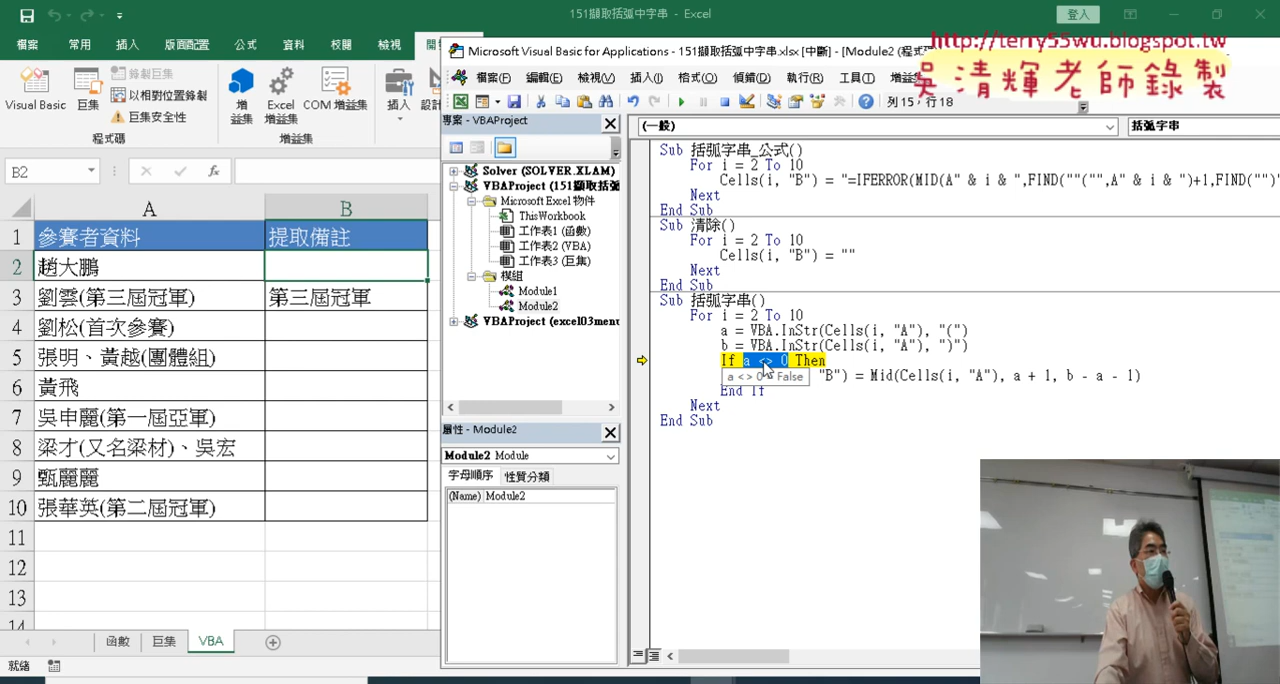 151擷取括弧中字串 - Excel
登入
檔案 常用 插入 版面配置 公式 資料 校閱 檢視
Microsoft Visual Basic for Applications - 151擷取括弧中字串.xlsx [中斷] - [Module2 (程式
http://terry55wu.blogspot.tw
吳清輝老師錄製
檔案(F) 編輯(E) 檢視(V) 插入(I) 格式(O) 偵錯(D) 執行(R) 工具(T) 增益集
列 15，行 18
Visual Basic
巨集
錄製巨集
以相對位置錄製
巨集安全性
程式碼
增益集
Excel 增益集
COM 增益集
增益集
插入
專案 - VBAProject
Solver (SOLVER.XLAM)
VBAProject (151擷取括弧
Microsoft Excel 物件
ThisWorkbook
工作表1 (函數)
工作表2 (VBA)
工作表3 (巨集)
模組
Module1
Module2
VBAProject (excel03menu
屬性 - Module2
Module2 Module
字母順序 性質分類
(Name) Module2
(一般)
括弧字串
Sub 括弧字串_公式()
For i = 2 To 10
Cells(i, "B") = "=IFERROR(MID(A" & i & ",FIND(""("",A" & i & ")+1,FIND("")"
Next
End Sub
Sub 清除()
For i = 2 To 10
Cells(i, "B") = ""
Next
End Sub
Sub 括弧字串()
For i = 2 To 10
a = VBA.InStr(Cells(i, "A"), "(")
b = VBA.InStr(Cells(i, "A"), ")")
If a <> 0 Then
a <> 0 = False
"B") = Mid(Cells(i, "A"), a + 1, b - a - 1)
End If
Next
End Sub
B2
fx
A B
1 參賽者資料 提取備註
2 趙大鵬
3 劉雲(第三屆冠軍) 第三屆冠軍
4 劉松(首次參賽)
5 張明、黃越(團體組)
6 黃飛
7 吳申麗(第一屆亞軍)
8 梁才(又名梁材)、吳宏
9 甄麗麗
10 張華英(第二屆冠軍)
11
12
13
14
函數 巨集 VBA
就緒